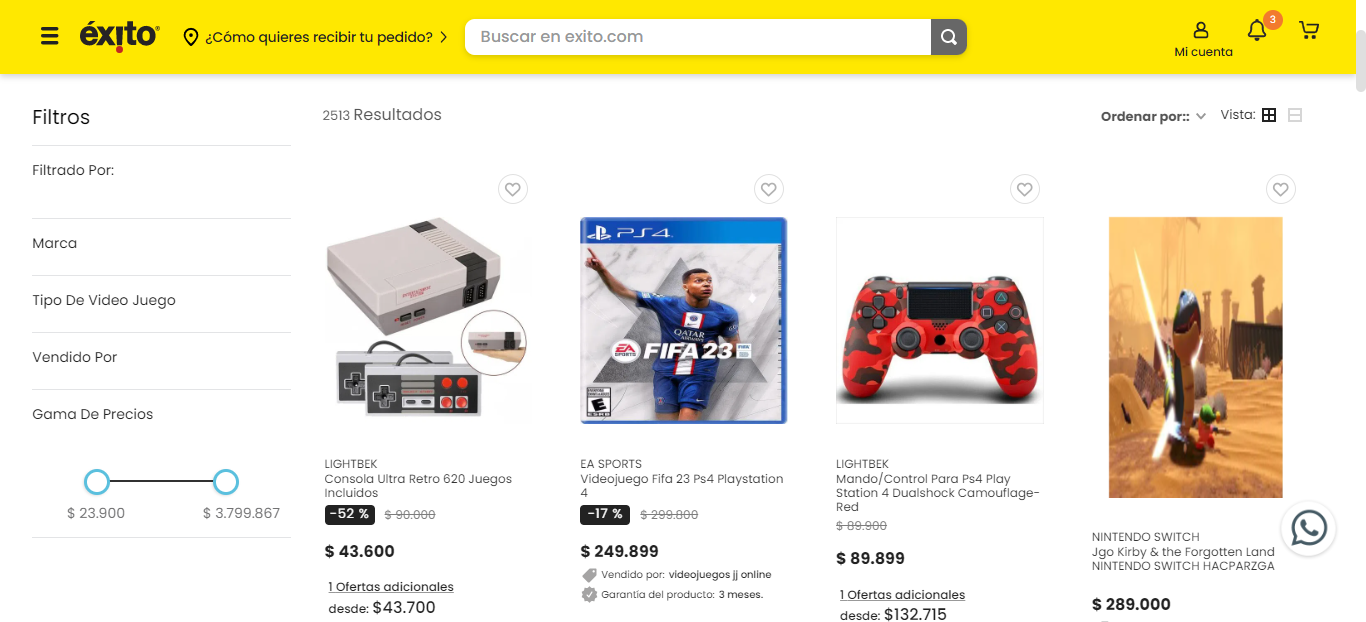 éxito
¿Cómo quieres recibir tu pedido?
Buscar en exito.com
Mi cuenta
3
Filtros
2513 Resultados
Ordenar por::
Vista:
Filtrado Por:
Marca
Tipo De Video Juego
Vendido Por
Gama De Precios
$ 23.900
$ 3.799.867
LIGHTBEK
Consola Ultra Retro 620 Juegos
Incluidos
-52 %
$ 90.000
$ 43.600
1 Ofertas adicionales
desde: $43.700
PS4
QATAR
AIRWAYS
EA
SPORTS
FIFA 23
E
EA SPORTS
Videojuego Fifa 23 Ps4 Playstation
4
-17 %
$ 299.800
$ 249.899
Vendido por: videojuegos jj online
Garantía del producto: 3 meses.
LIGHTBEK
Mando/Control Para Ps4 Play
Station 4 Dualshock Camouflage-
Red
$ 89.900
$ 89.899
1 Ofertas adicionales
desde: $132.715
NINTENDO SWITCH
Jgo Kirby & the Forgotten Land
NINTENDO SWITCH HACPARZGA
$ 289.000